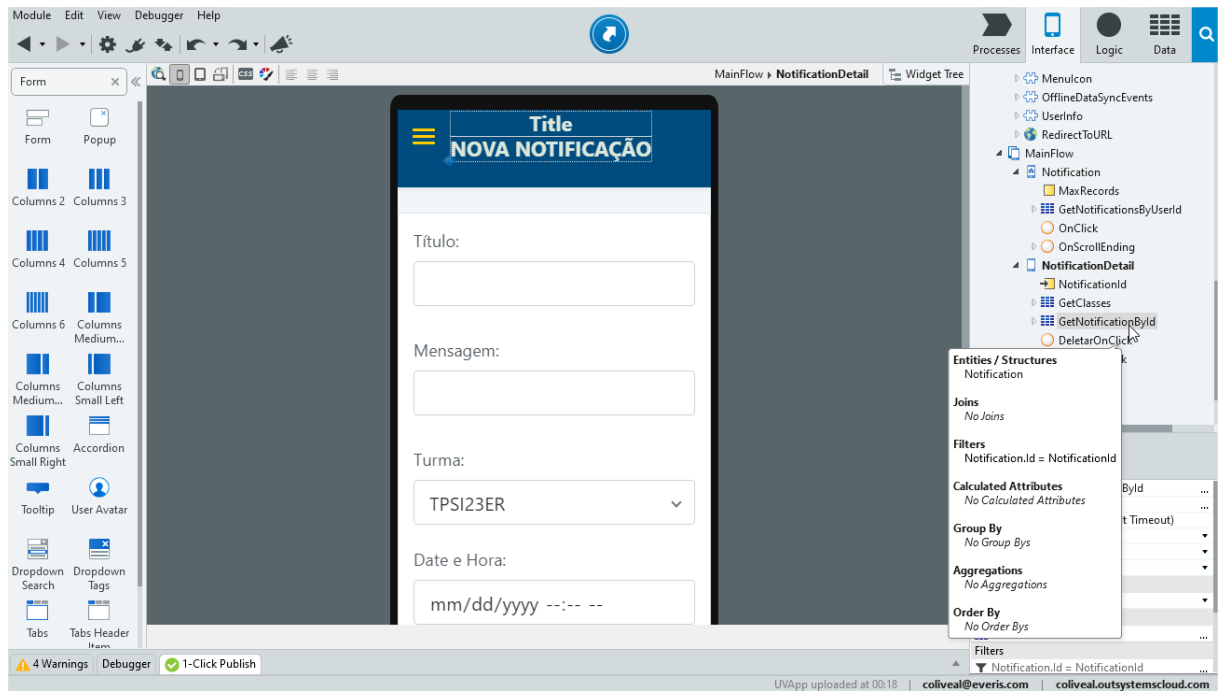 Module Edit View Debugger Help
Processes Interface Logic Data
Form
CSS
MainFlow NotificationDetail
Widget Tree
Form Popup
Columns 2 Columns 3
Columns 4 Columns 5
Columns 6 Columns Medium...
Columns Medium... Columns Small Left
Columns Small Right Accordion
Tooltip User Avatar
Dropdown Search Dropdown Tags
Tabs Tabs Header Item
Title
NOVA NOTIFICAÇÃO
Título:
Mensagem:
Turma:
TPSI23ER
Date e Hora:
mm/dd/yyyy --:-- --
MenuIcon
OfflineDataSyncEvents
UserInfo
RedirectToURL
MainFlow
Notification
MaxRecords
GetNotificationsByUserId
OnClick
OnScrollEnding
NotificationDetail
NotificationId
GetClasses
GetNotificationById
DeletarOnClick
k
Entities / Structures
Notification
Joins
No Joins
Filters
Notification.Id = NotificationId
Calculated Attributes
No Calculated Attributes
Group By
No Group Bys
Aggregations
No Aggregations
Order By
No Order Bys
ById ...
...
t Timeout)
...
Filters
Notification.Id = NotificationId ...
4 Warnings Debugger 1-Click Publish
UVApp uploaded at 00:18 | coliveal@everis.com | coliveal.outsystemscloud.com